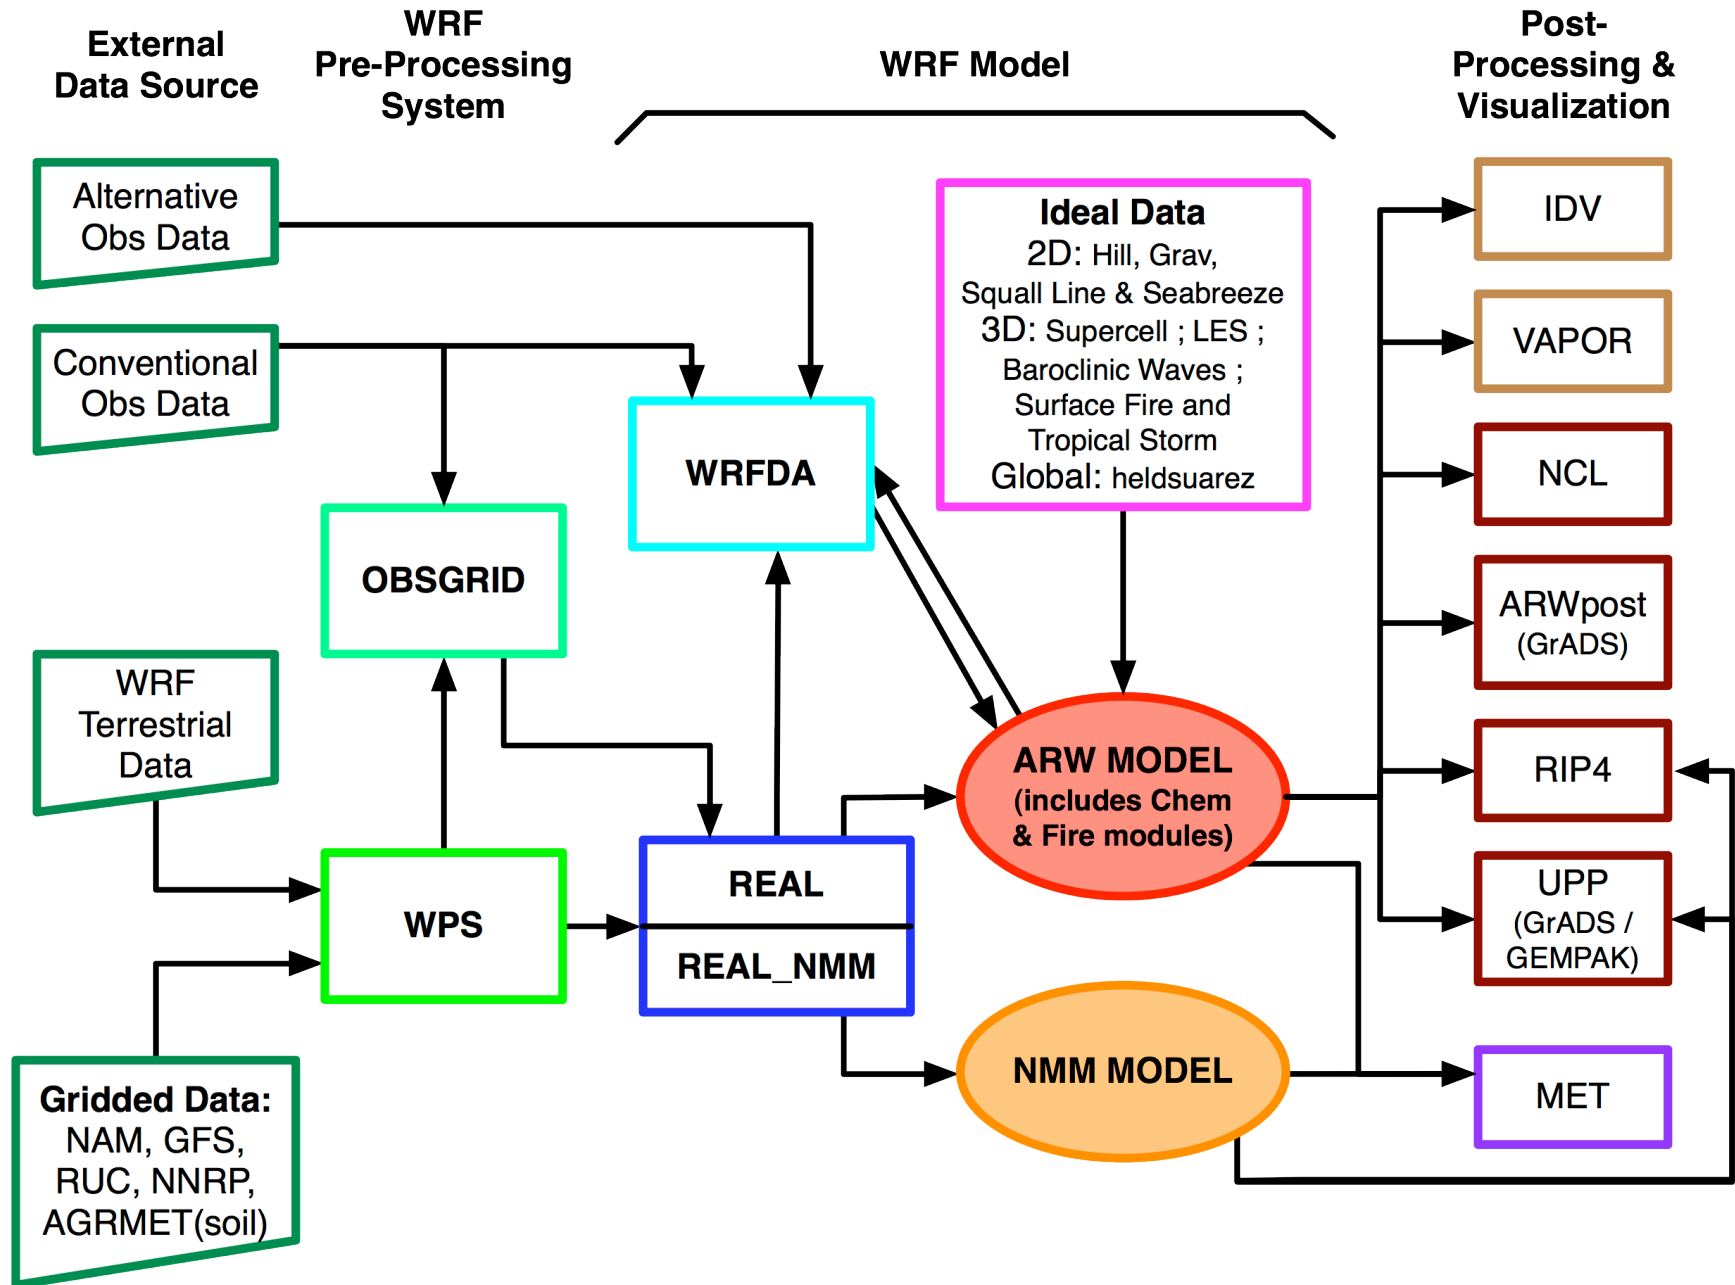 External
Data Source
WRF
Pre-Processing
System
WRF Model
Post-
Processing &
Visualization
Alternative
Obs Data
Conventional
Obs Data
WRF
Terrestrial
Data
Gridded Data:
NAM, GFS,
RUC, NNRP,
AGRMET(soil)
OBSGRID
WPS
WRFDA
REAL
REAL_NMM
Ideal Data
2D: Hill, Grav,
Squall Line & Seabreeze
3D: Supercell ; LES ;
Baroclinic Waves ;
Surface Fire and
Tropical Storm
Global: heldsuarez
ARW MODEL
(includes Chem
& Fire modules)
NMM MODEL
IDV
VAPOR
NCL
ARWpost
(GrADS)
RIP4
UPP
(GrADS /
GEMPAK)
MET